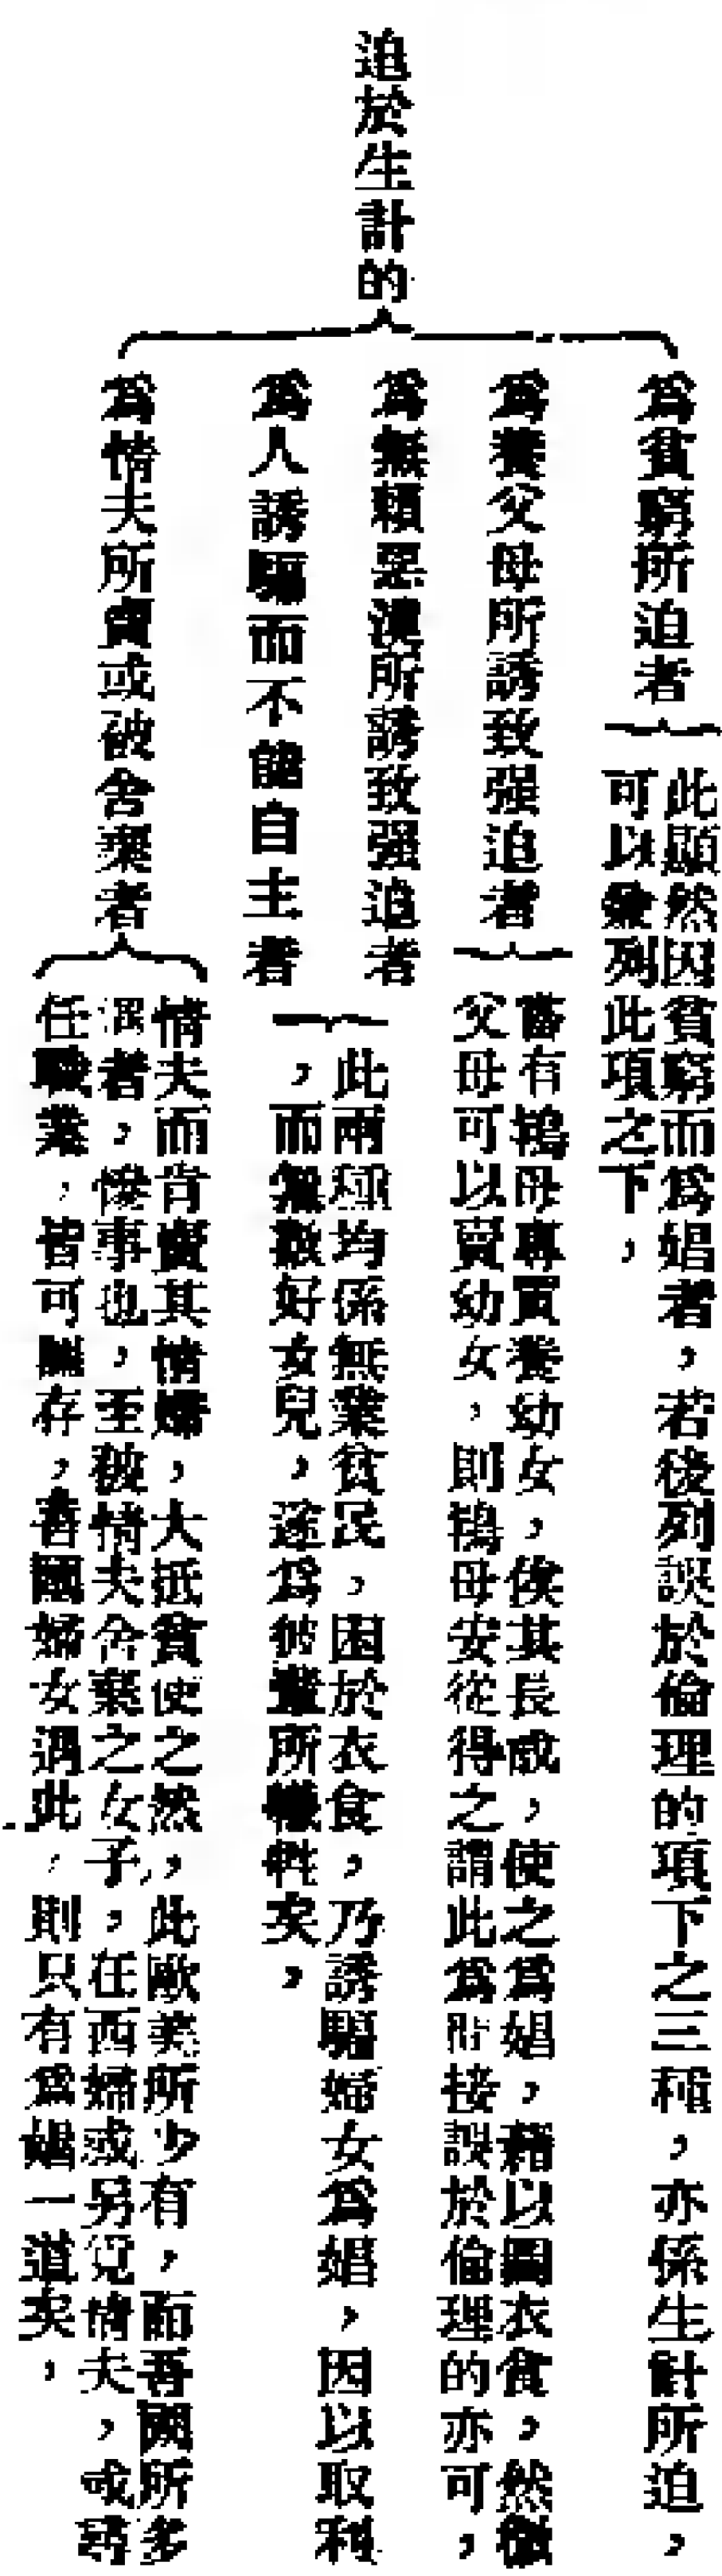 迫於生計的
爲貧窮所迫者
此顯然因貧窮而爲娼者，若後列誤於倫理的項下之三種，亦係生計所迫，
可以兼列此項之下，
爲養父母所誘致强迫者
蓄有鴇母專買養幼女，俟其長成，使之爲娼，藉以圖衣食，然微
父母可以賣幼女，則鴇母安從得之謂此爲階接誤於倫理的亦可，
爲無賴惡漢所誘致强迫者
爲人誘騙而不能自主者
此兩種均係無業貧民，困於衣食，乃誘騙婦女爲娼，因以取利
，而無數好女兒，遂爲彼輩所犧牲矣，
爲情夫所賣或被舍棄者
情夫而肯賣其情婦，大抵貧使之然，此歐美所少有，而吾國所多
者，慘事也，至被情夫舍棄之女子，在西婦或另覓情夫，或尋
任職業，皆可圖存，吾國婦女遇此，則只有爲娼一道矣，